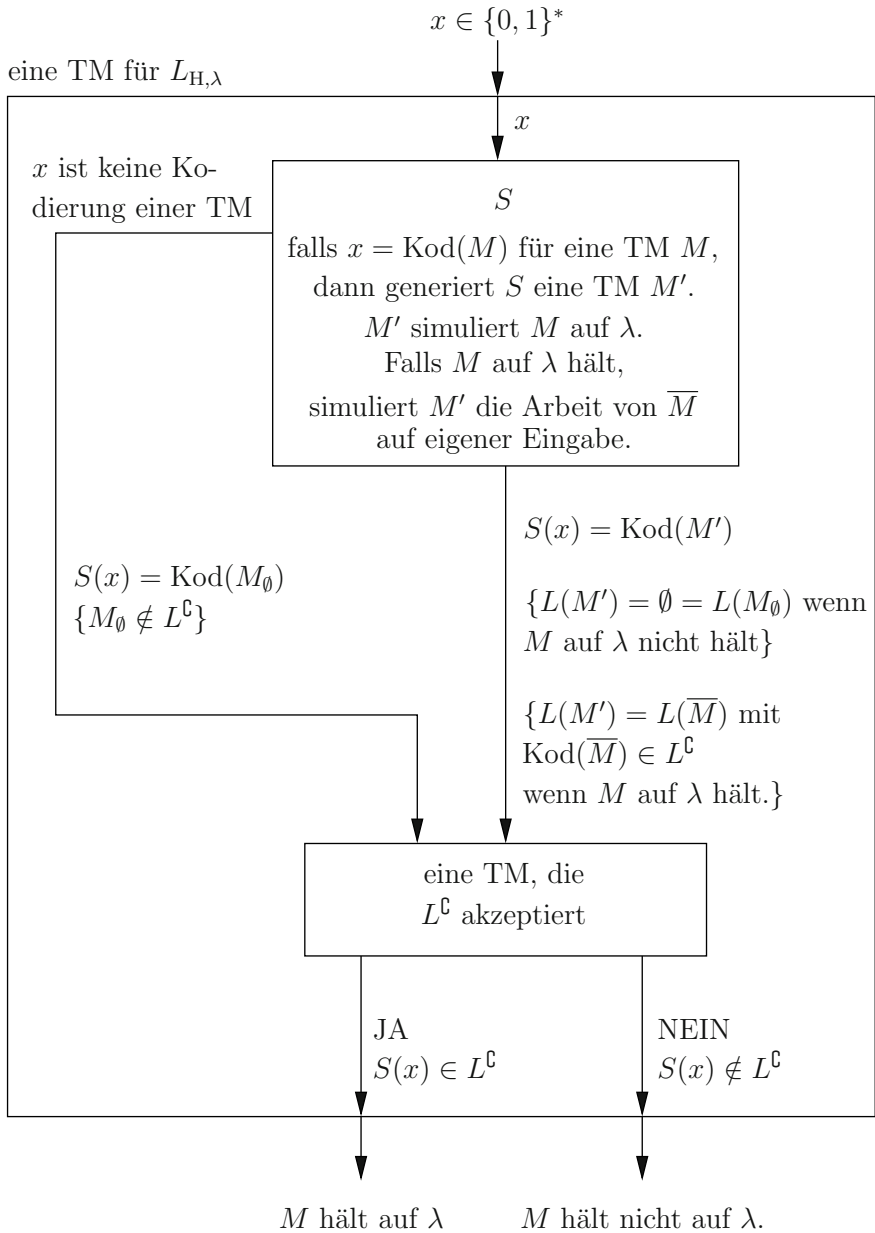 x ∈ {0, 1}*
eine TM für L_{H,λ}
x
x ist keine Ko-
dierung einer TM
S
falls x = Kod(M) für eine TM M,
dann generiert S eine TM M′.
M′ simuliert M auf λ.
Falls M auf λ hält,
simuliert M′ die Arbeit von M̅
auf eigener Eingabe.
S(x) = Kod(M_∅)
{M_∅ ∉ L^∁}
S(x) = Kod(M′)
{L(M′) = ∅ = L(M_∅) wenn
M auf λ nicht hält}
{L(M′) = L(M̅) mit
Kod(M̅) ∈ L^∁
wenn M auf λ hält.}
eine TM, die
L^∁ akzeptiert
JA
S(x) ∈ L^∁
NEIN
S(x) ∉ L^∁
M hält auf λ
M hält nicht auf λ.